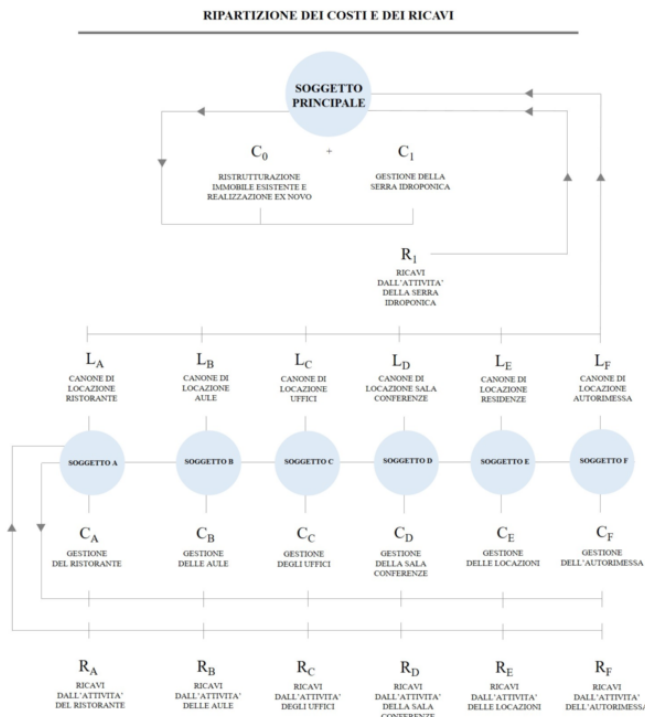 RIPARTIZIONE DEI COSTI E DEI RICAVI
SOGGETTO
PRINCIPALE
C0 + C1
RISTRUTTURAZIONE
IMMOBILE ESISTENTE E
REALIZZAZIONE EX NOVO
GESTIONE DELLA
SERRA IDROPONICA
R1
RICAVI
DALL'ATTIVITA'
DELLA SERRA
IDROPONICA
LA
CANONE DI
LOCAZIONE
RISTORANTE
LB
CANONE DI
LOCAZIONE
AULE
LC
CANONE DI
LOCAZIONE
UFFICI
LD
CANONE DI
LOCAZIONE SALA
CONFERENZE
LE
CANONE DI
LOCAZIONE
RESIDENZE
LF
CANONE DI
LOCAZIONE
AUTORIMESSA
SOGGETTO A
SOGGETTO B
SOGGETTO C
SOGGETTO D
SOGGETTO E
SOGGETTO F
CA
GESTIONE
DEL RISTORANTE
CB
GESTIONE
DELLE AULE
CC
GESTIONE
DEGLI UFFICI
CD
GESTIONE
DELLA SALA
CONFERENZE
CE
GESTIONE
DELLE LOCAZIONI
CF
GESTIONE
DELL'AUTORIMESSA
RA
RICAVI
DALL'ATTIVITA'
DEL RISTORANTE
RB
RICAVI
DALL'ATTIVITA'
DELLE AULE
RC
RICAVI
DALL'ATTIVITA'
DEGLI UFFICI
RD
RICAVI
DALL'ATTIVITA'
DELLA SALA
CONFERENZE
RE
RICAVI
DALL'ATTIVITA'
DELLE LOCAZIONI
RF
RICAVI
DALL'ATTIVITA'
DELL'AUTORIMESSA